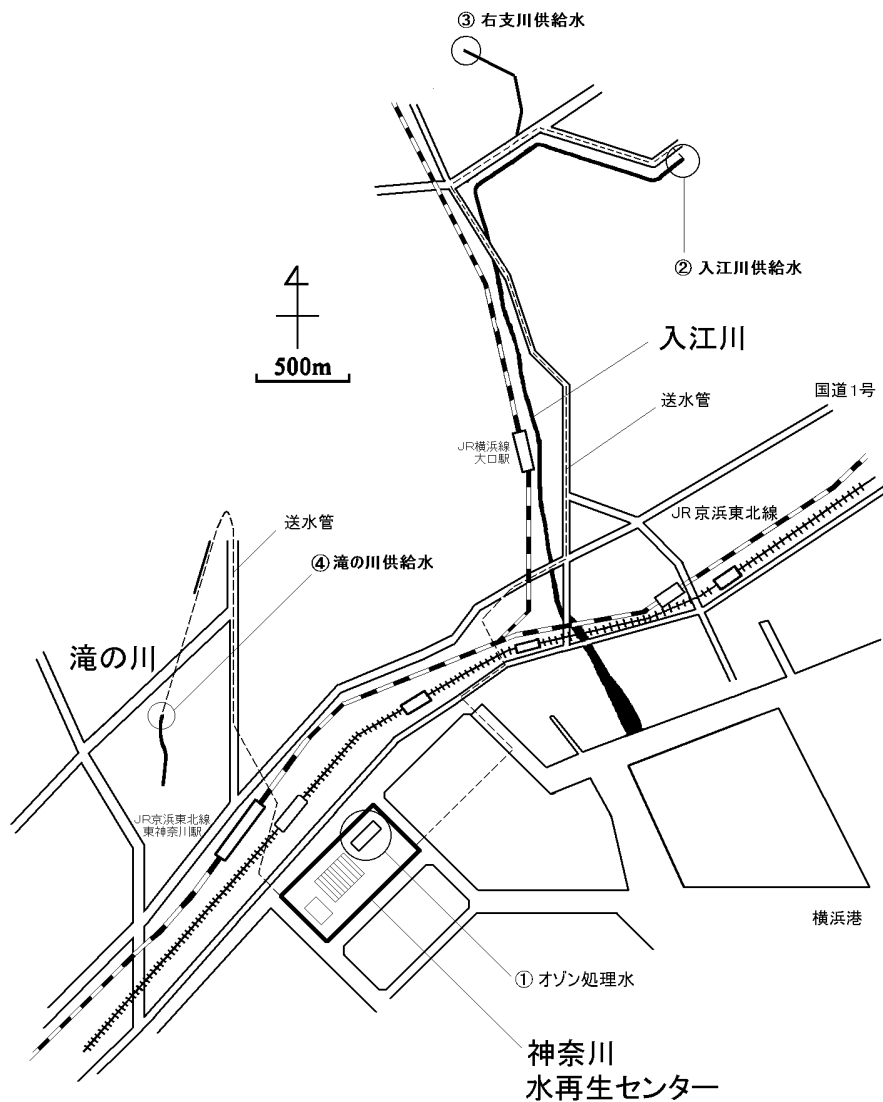 ③ 右支川供給水
② 入江川供給水
500m
入江川
国道1号
送水管
JR横浜線
大口駅
JR京浜東北線
送水管
④滝の川供給水
滝の川
JR京浜東北線
東神奈川駅
横浜港
① オゾン処理水
神奈川
水再生センター